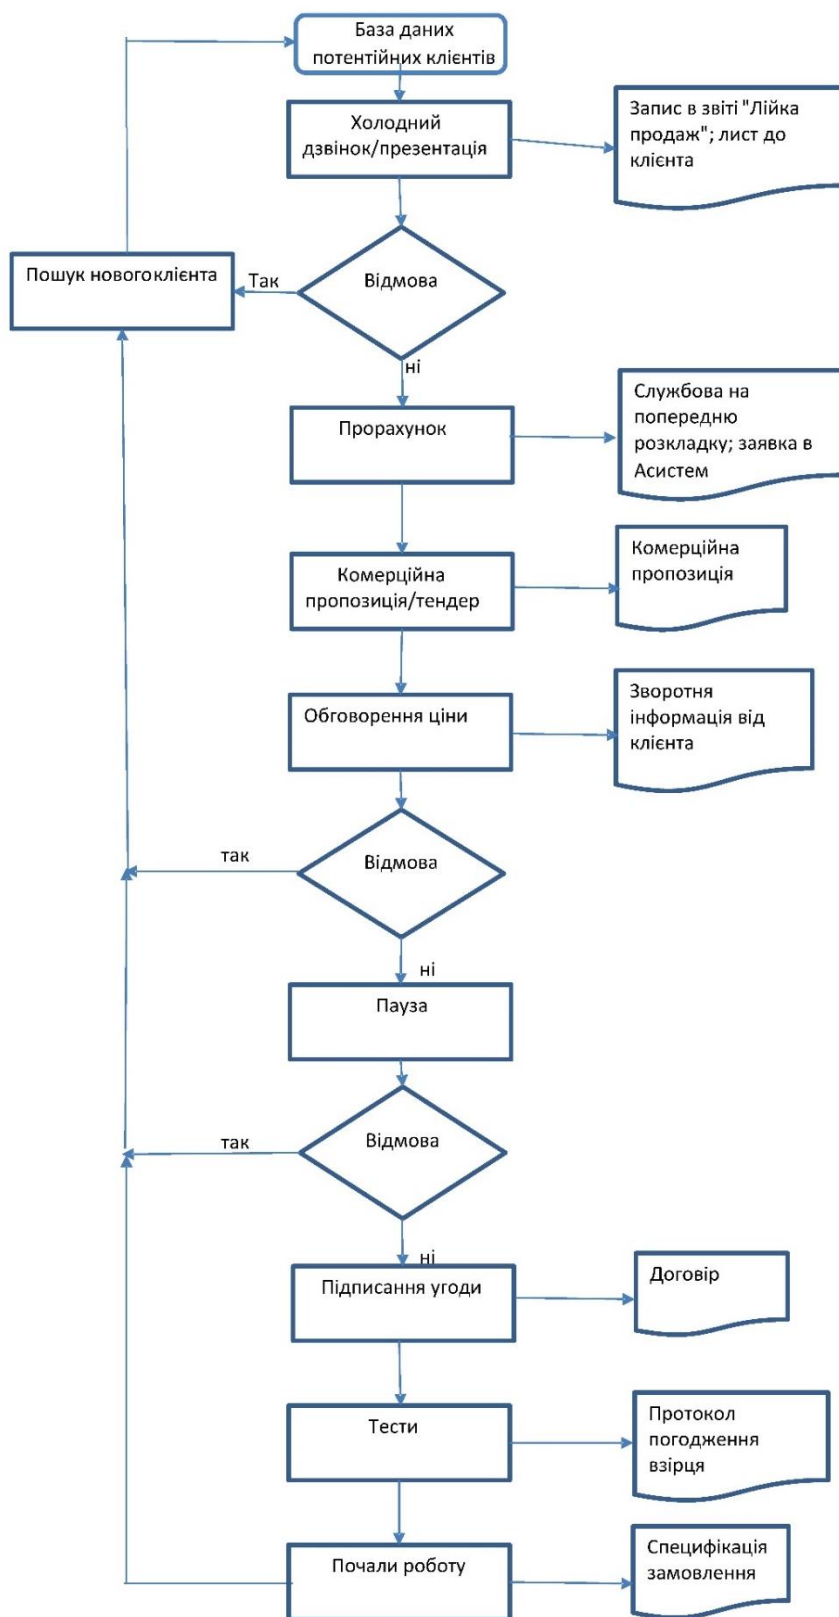 База даних
потентійних клієнтів
Холодний
дзвінок/презентація
Запис в звіті "Лійка
продаж"; лист до
клієнта
Пошук новогоклієнта
Так
Відмова
ні
Прорахунок
Службова на
попередню
розкладку; заявка в
Асистем
Комерційна
пропозиція/тендер
Комерційна
пропозиція
Обговорення ціни
Зворотня
інформація від
клієнта
так
Відмова
ні
Пауза
так
Відмова
ні
Підписання угоди
Договір
Тести
Протокол
погодження
взірця
Почали роботу
Специфікація
замовлення